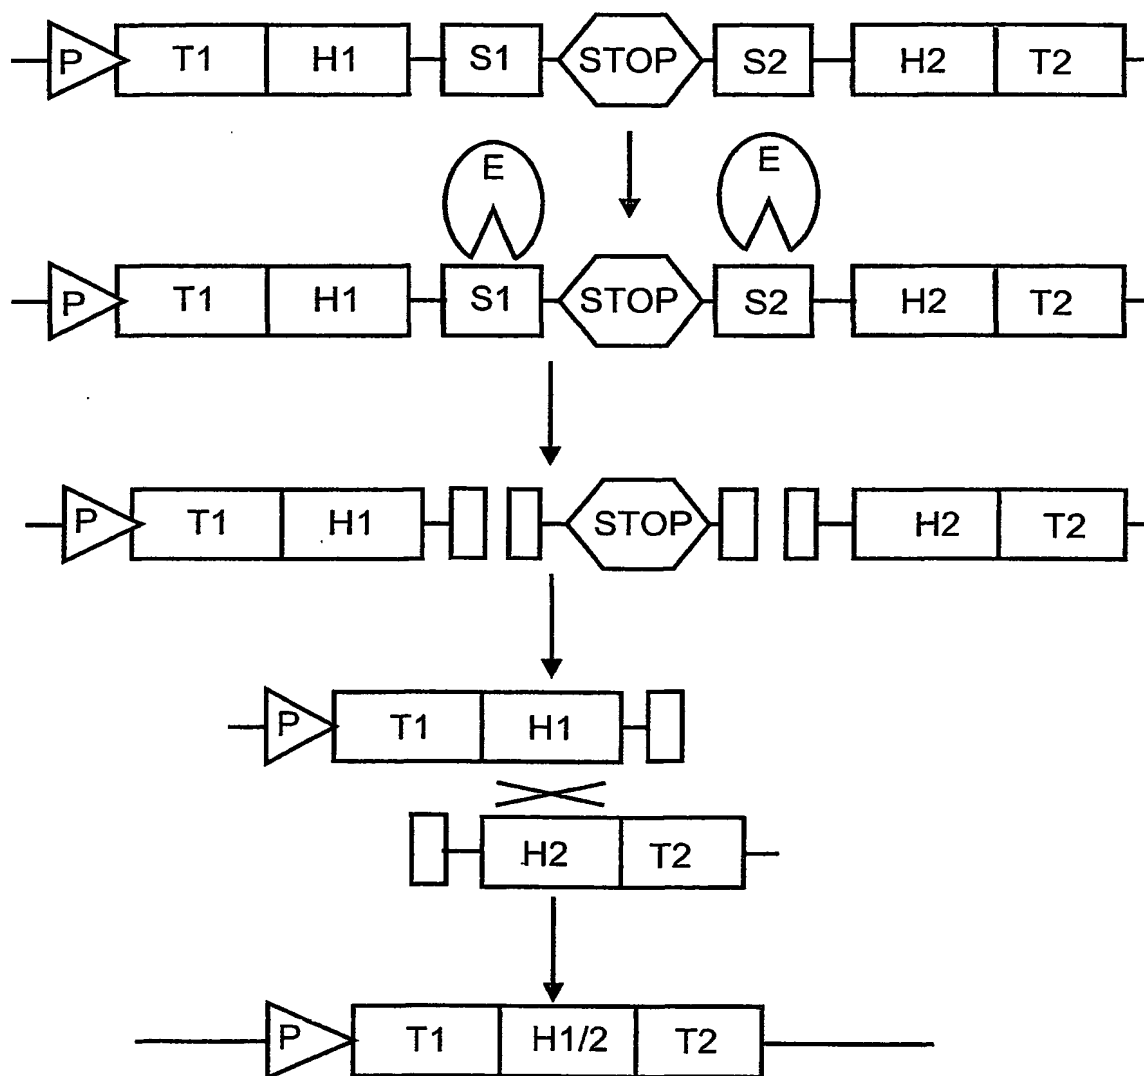 P T1 H1 S1 STOP S2 H2 T2
E E
P T1 H1 S1 STOP S2 H2 T2
P T1 H1 STOP H2 T2
P T1 H1
H2 T2
P T1 H1/2 T2